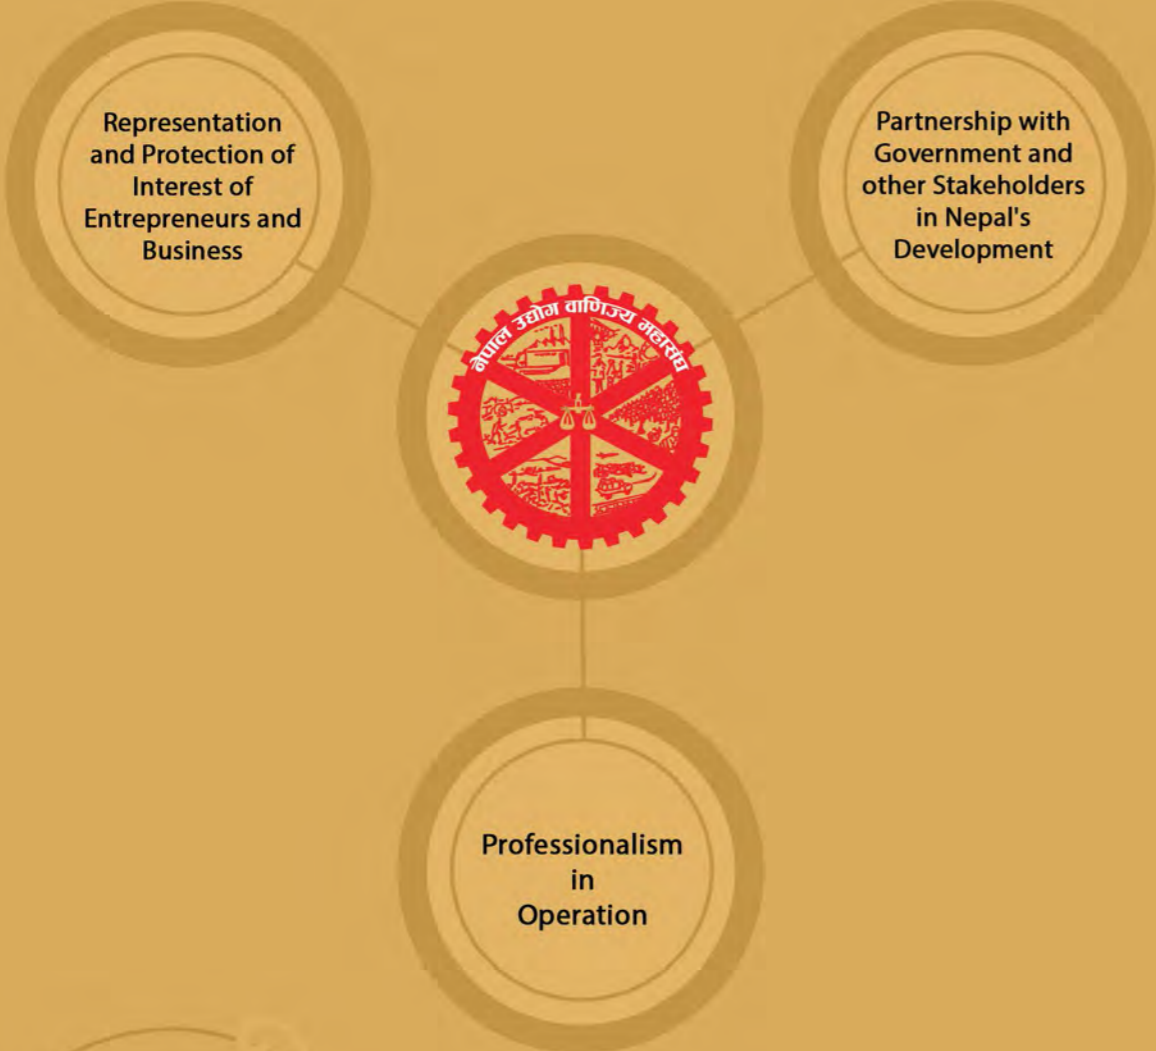 Representation
and Protection of
Interest of
Entrepreneurs and
Business
Partnership with
Government and
other Stakeholders
in Nepal's
Development
नेपाल उद्योग वाणिज्य महासंघ
Professionalism
in
Operation